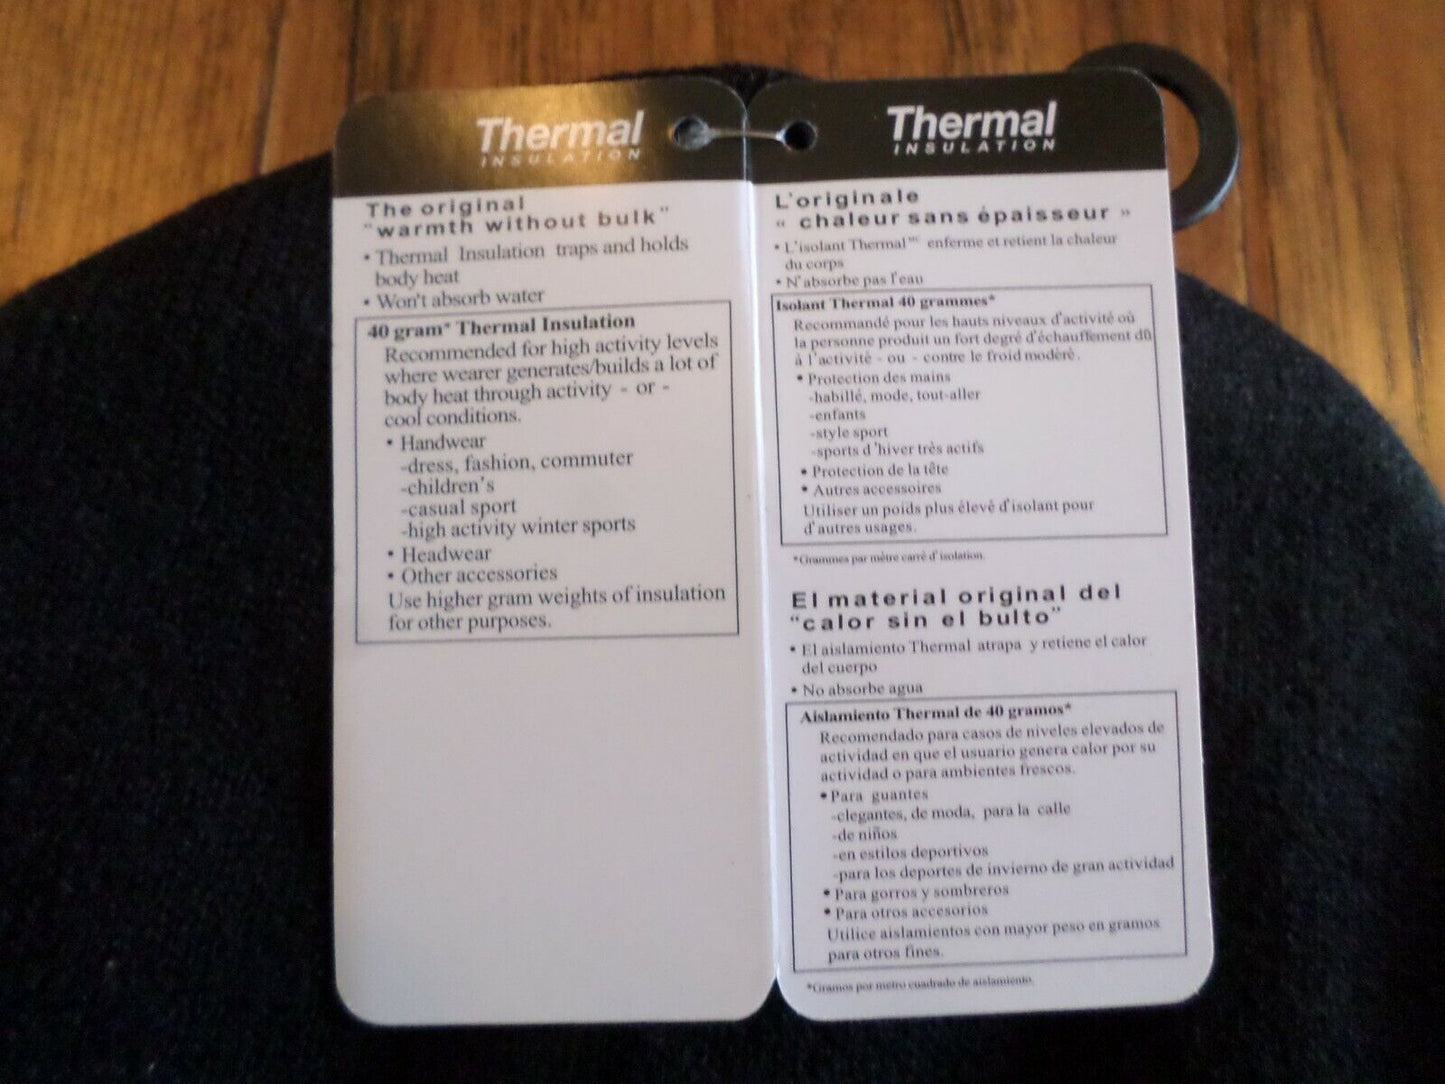 Thermal
INSULATION
The original
"warmth without bulk"
• Thermal Insulation traps and holds
body heat
• Won't absorb water
40 gram* Thermal Insulation
Recommended for high activity levels
where wearer generates/builds a lot of
body heat through activity - or -
cool conditions.
• Handwear
-dress, fashion, commuter
-children's
-casual sport
-high activity winter sports
• Headwear
• Other accessories
Use higher gram weights of insulation
for other purposes.
Thermal
INSULATION
L'originale
« chaleur sans épaisseur »
• L'isolant Thermal™ enferme et retient la chaleur
du corps
• N'absorbe pas l'eau
Isolant Thermal 40 grammes*
Recommandé pour les hauts niveaux d'activité où
la personne produit un fort degré d'échauffement dû
à l'activité - ou - contre le froid modéré.
• Protection des mains
-habillé, mode, tout-aller
-enfants
-style sport
-sports d'hiver très actifs
• Protection de la tête
• Autres accessoires
Utiliser un poids plus élevé d'isolant pour
d'autres usages.
*Grammes par mètre carré d'isolation.
El material original del
"calor sin el bulto"
• El aislamiento Thermal atrapa y retiene el calor
del cuerpo
• No absorbe agua
Aislamiento Thermal de 40 gramos*
Recomendado para casos de niveles elevados de
actividad en que el usuario genera calor por su
actividad o para ambientes frescos.
• Para guantes
-elegantes, de moda, para la calle
-de niños
-en estilos deportivos
-para los deportes de invierno de gran actividad
• Para gorros y sombreros
• Para otros accesorios
Utilice aislamientos con mayor peso en gramos
para otros fines.
*Gramos por metro cuadrado de aislamiento.